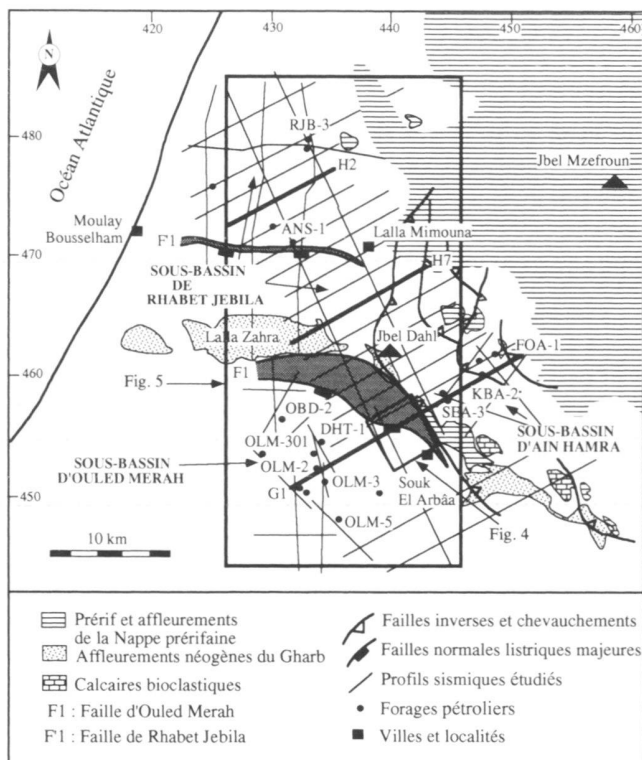 420
430
440
450
460
N
Océan Atlantique
480
RJB-3
H2
Jbel Mzefroun
Moulay
Bousselham
ANS-1
Lalla Mimouna
F'1
470
H7
SOUS-BASSIN
DE
RHABET JEBILA
Lalla Zahra
Jbel Dahl
FOA-1
460
F1
Fig. 5
KBA-2
OBD-2
SBA-3
DHT-1
SOUS-BASSIN
D'AIN HAMRA
OLM-301
SOUS-BASSIN
D'OULED MERAH
OLM-2
OLM-3
Souk
El Arbâa
450
G1
OLM-5
Fig. 4
10 km
Prérif et affleurements
de la Nappe prérifaine
Affleurements néogènes du Gharb
Calcaires bioclastiques
F1 : Faille d'Ouled Merah
F'1 : Faille de Rhabet Jebila
Failles inverses et chevauchements
Failles normales listriques majeures
Profils sismiques étudiés
Forages pétroliers
Villes et localités